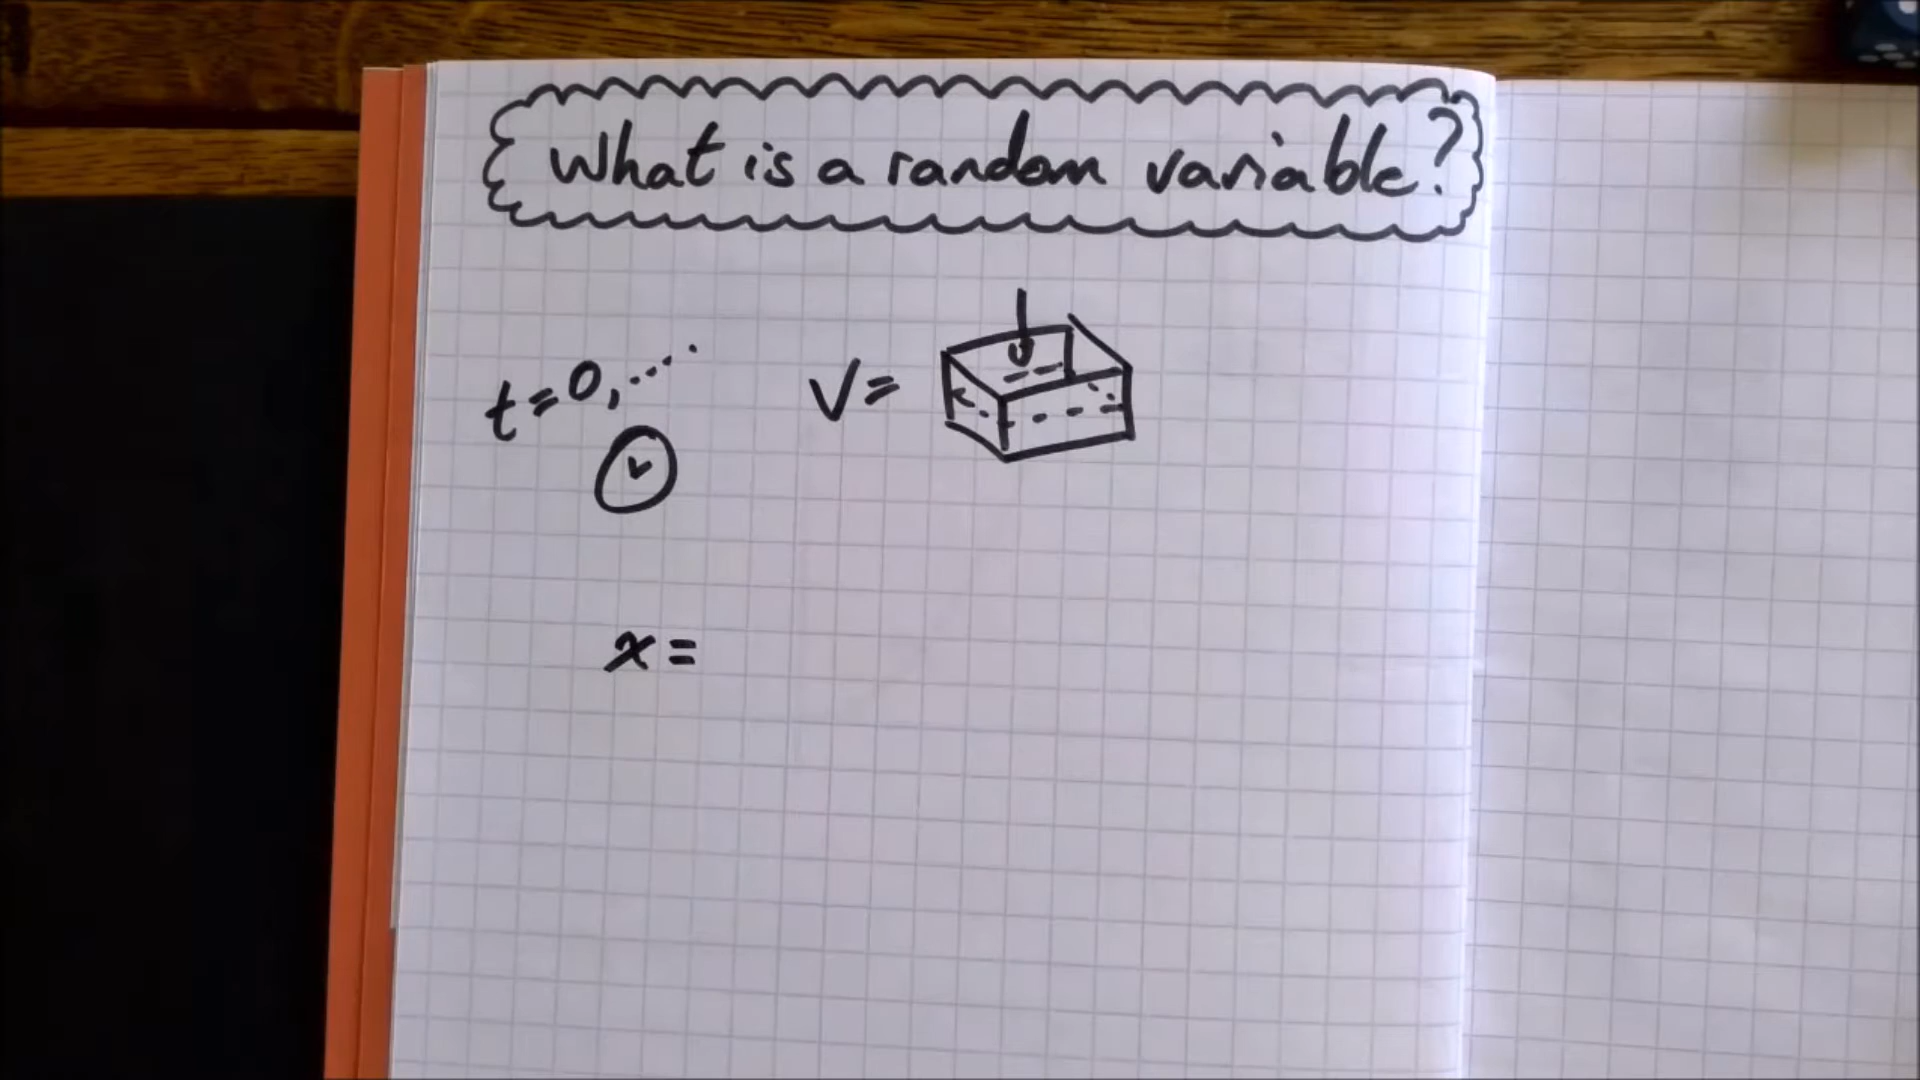 What is a random variable?
t=0,.....
V=
x=